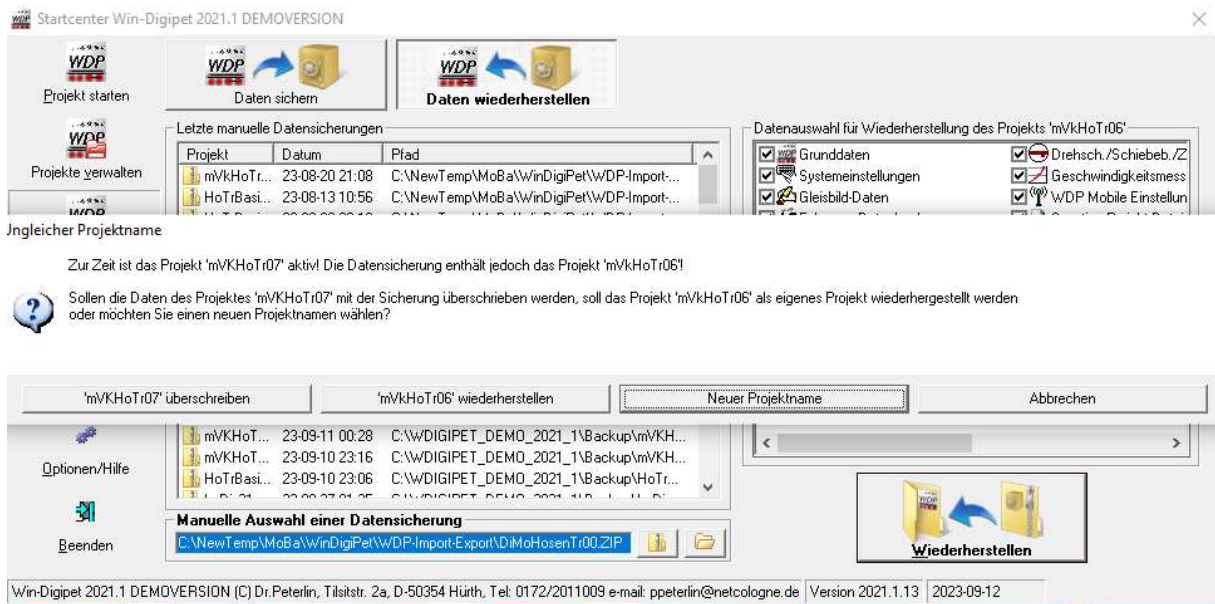 Startcenter Win-Digipet 2021.1 DEMOVERSION
WDP
Projekt starten
WDP
Daten sichern
WDP
Daten wiederherstellen
WDP
Projekte verwalten
Letzte manuelle Datensicherungen
Projekt Datum Pfad
mVkHoTr... 23-08-20 21:08 C:\NewTemp\MoBa\WinDigiPet\WDP-Import-...
HoTrBasi... 23-08-13 10:56 C:\NewTemp\MoBa\WinDigiPet\WDP-Import-...
Datenauswahl für Wiederherstellung des Projekts 'mVkHoTr06'
Grunddaten
Drehsch./Schiebeb./Z
Systemeinstellungen
Geschwindigkeitsmess
Gleisbild-Daten
WDP Mobile Einstellun
Jngleicher Projektname
Zur Zeit ist das Projekt 'mVKHoTr07' aktiv! Die Datensicherung enthält jedoch das Projekt 'mVkHoTr06'!
Sollen die Daten des Projektes 'mVKHoTr07' mit der Sicherung überschrieben werden, soll das Projekt 'mVkHoTr06' als eigenes Projekt wiederhergestellt werden
oder möchten Sie einen neuen Projektnamen wählen?
'mVKHoTr07' überschreiben
'mVkHoTr06' wiederherstellen
Neuer Projektname
Abbrechen
mVKHoT... 23-09-11 00:28 C:\WDIGIPET_DEMO_2021_1\Backup\mVKH...
mVKHoT... 23-09-10 23:16 C:\WDIGIPET_DEMO_2021_1\Backup\mVKH...
HoTrBasi... 23-09-10 23:06 C:\WDIGIPET_DEMO_2021_1\Backup\HoTr...
Optionen/Hilfe
Beenden
Manuelle Auswahl einer Datensicherung
C:\NewTemp\MoBa\WinDigiPet\WDP-Import-Export\DiMoHosenTr00.ZIP
WDP
Wiederherstellen
Win-Digipet 2021.1 DEMOVERSION (C) Dr.Peterlin, Tilsitstr. 2a, D-50354 Hürth, Tel: 0172/2011009 e-mail: ppeterlin@netcologne.de
Version 2021.1.13
2023-09-12